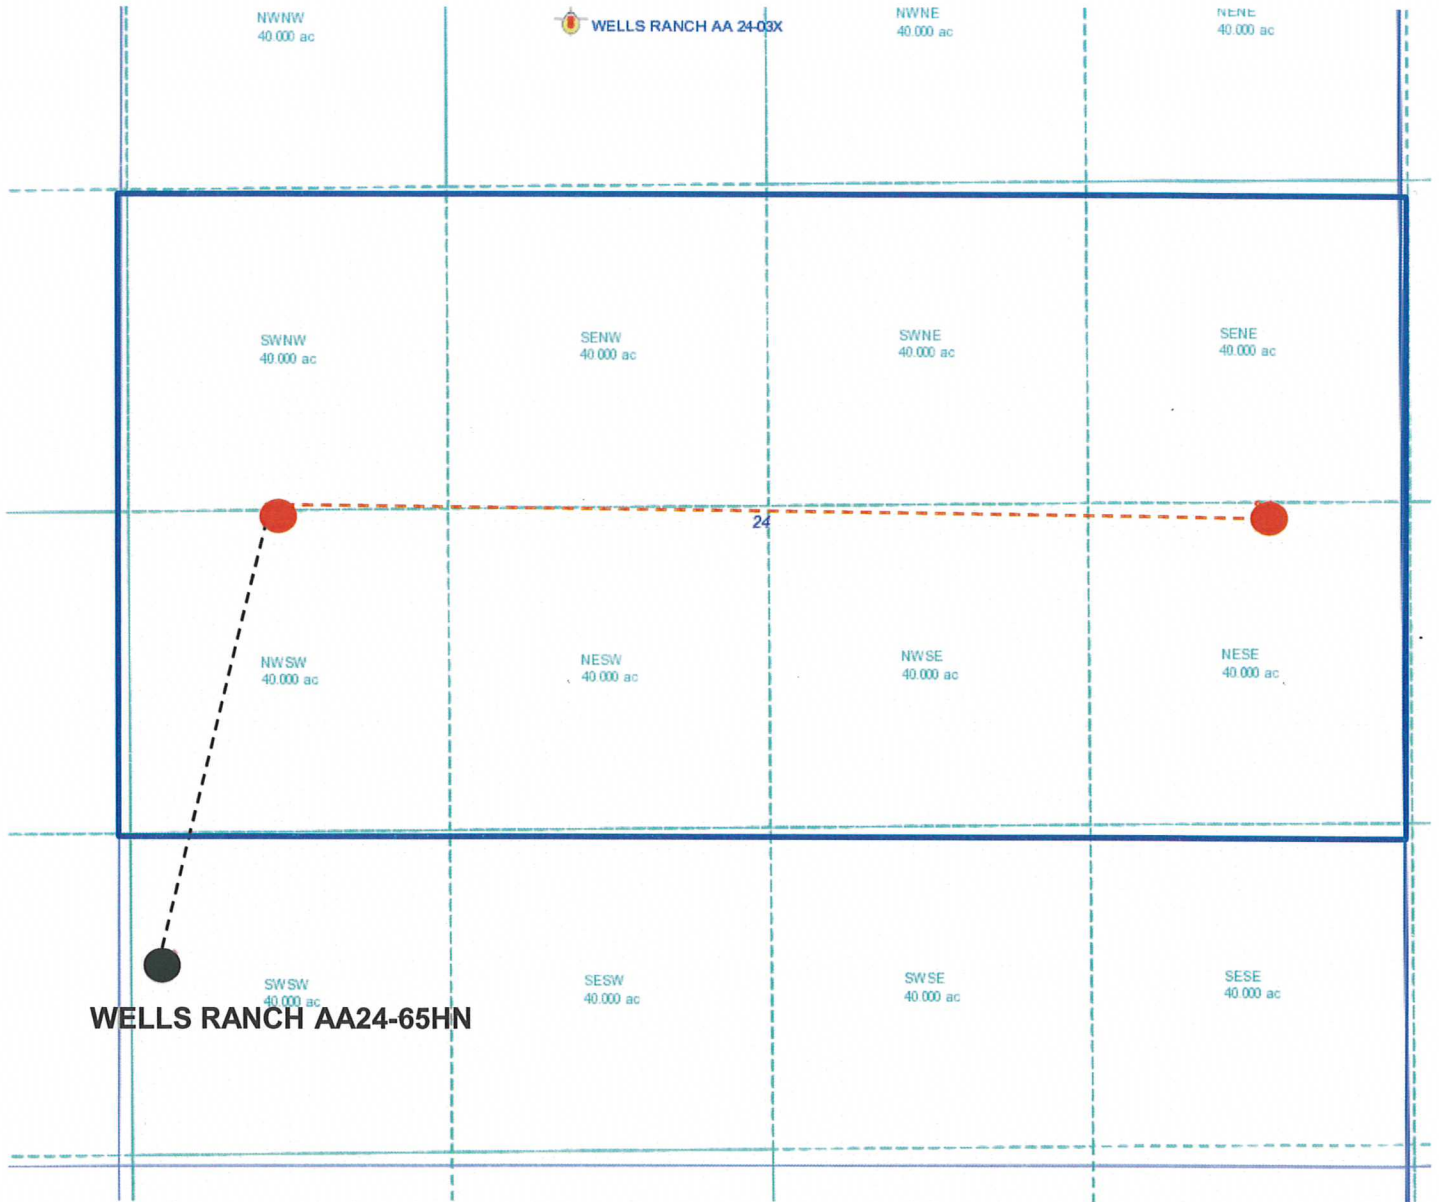 NWNW
40.000 ac
WELLS RANCH AA 24-03X
NWNE
40.000 ac
NENE
40.000 ac
SWNW
40.000 ac
SENW
40.000 ac
SWNE
40.000 ac
SENE
40.000 ac
24
NWSW
40.000 ac
NESW
40.000 ac
NWSE
40.000 ac
NESE
40.000 ac
SWSW
40.000 ac
SESW
40.000 ac
SWSE
40.000 ac
SESE
40.000 ac
WELLS RANCH AA24-65HN